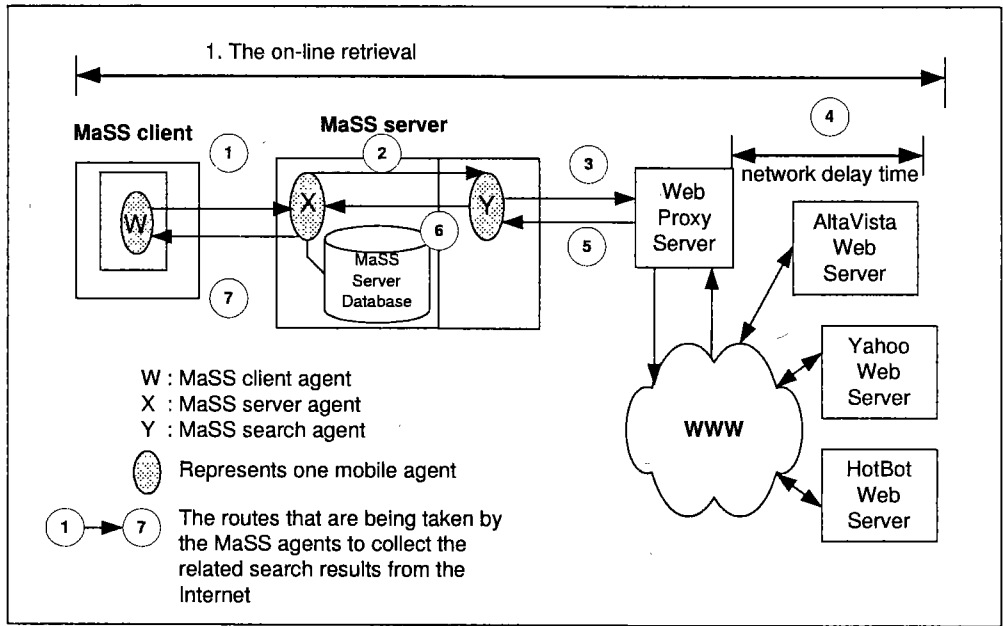 1. The on-line retrieval
MaSS client
1
MaSS server
2
3
4
network delay time
W
X
Y
Web
Proxy
Server
6
5
MaSS
Server
Database
7
AltaVista
Web
Server
Yahoo
Web
Server
HotBot
Web
Server
WWW
W : MaSS client agent
X : MaSS server agent
Y : MaSS search agent
Represents one mobile agent
1 7 The routes that are being taken by
the MaSS agents to collect the
related search results from the
Internet